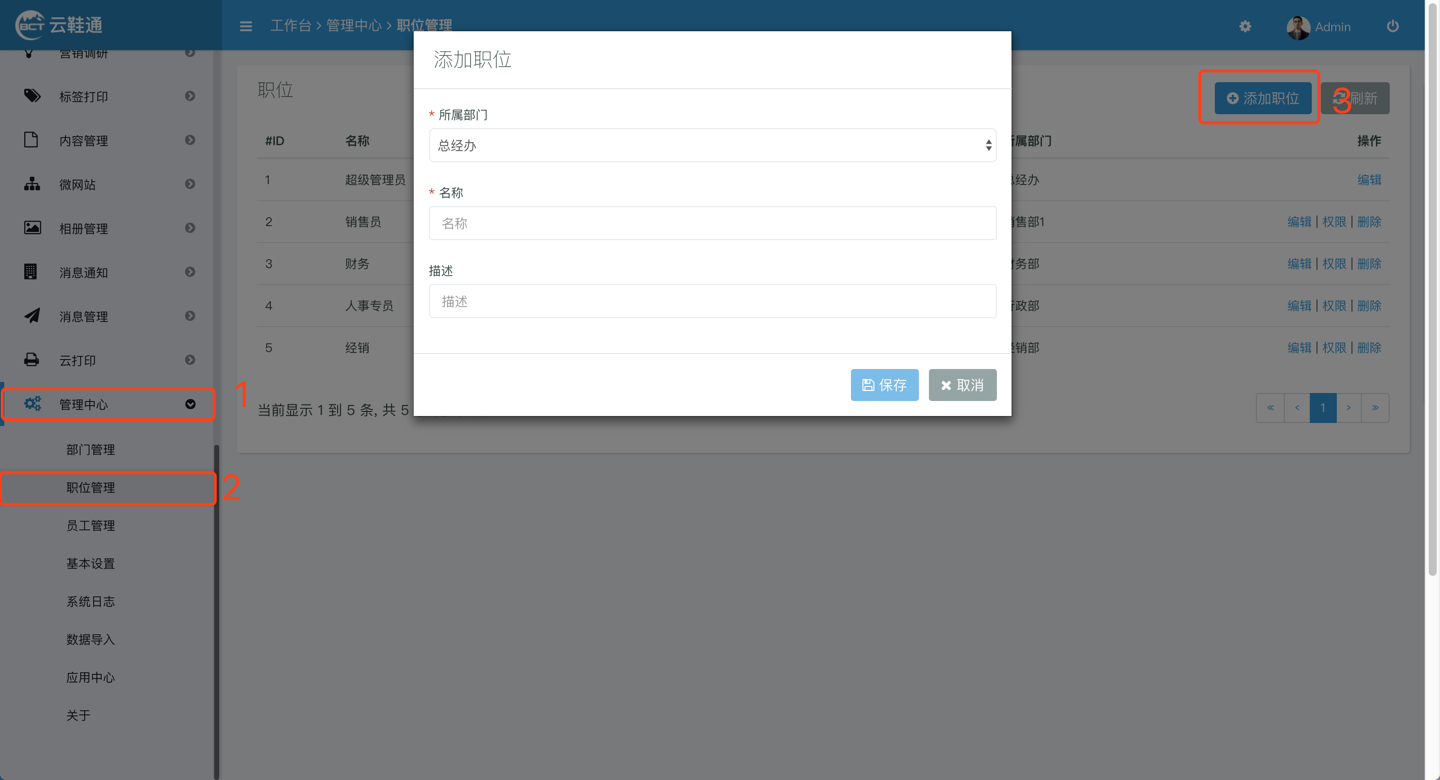 BCT 云鞋通
工作台 > 管理中心 > 职位管理
Admin
营销调研
标签打印
内容管理
微网站
相册管理
消息通知
消息管理
云打印
管理中心
1
部门管理
职位管理
2
员工管理
基本设置
系统日志
数据导入
应用中心
关于
职位
添加职位
3
刷新
#ID 名称 所属部门 操作
1 超级管理员 总经办 编辑
2 销售员 销售部1 编辑 | 权限 | 删除
3 财务 财务部 编辑 | 权限 | 删除
4 人事专员 行政部 编辑 | 权限 | 删除
5 经销 经销部 编辑 | 权限 | 删除
当前显示 1 到 5 条, 共 5
« ‹ 1 › »
添加职位
* 所属部门
总经办
* 名称
名称
描述
描述
保存 取消